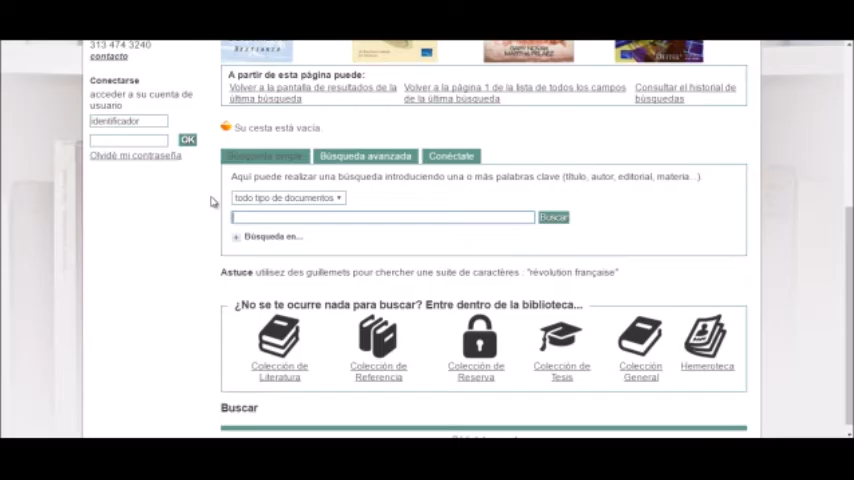 313 474 3240
contacto
Conectarse
acceder a su cuenta de
usuario
identificador
OK
Olvidé mi contraseña
BESTIARIO
MARTHA PELAEZ
A partir de esta página puede:
Volver a la pantalla de resultados de la
última búsqueda
Volver a la página 1 de la lista de todos los campos
de la última búsqueda
Consultar el historial de
búsquedas
Su cesta está vacía.
Búsqueda simple
Búsqueda avanzada
Conéctate
Aquí puede realizar una búsqueda introduciendo una o más palabras clave (título, autor, editorial, materia...)
todo tipo de documentos
Buscar
Búsqueda en...
Astuce utilisez des guillemets pour chercher une suite de caractères : "révolution française"
¿No se te ocurre nada para buscar? Entre dentro de la biblioteca...
Colección de
Literatura
Colección de
Referencia
Colección de
Reserva
Colección de
Tesis
Colección
General
Hemeroteca
Buscar